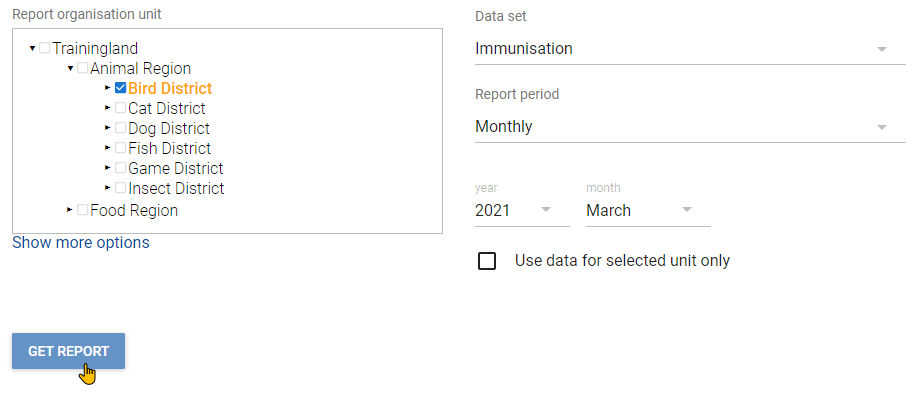 Report organisation unit
Trainingland
Animal Region
Bird District
Cat District
Dog District
Fish District
Game District
Insect District
Food Region
Show more options
Data set
Immunisation
Report period
Monthly
year
month
2021
March
Use data for selected unit only
GET REPORT